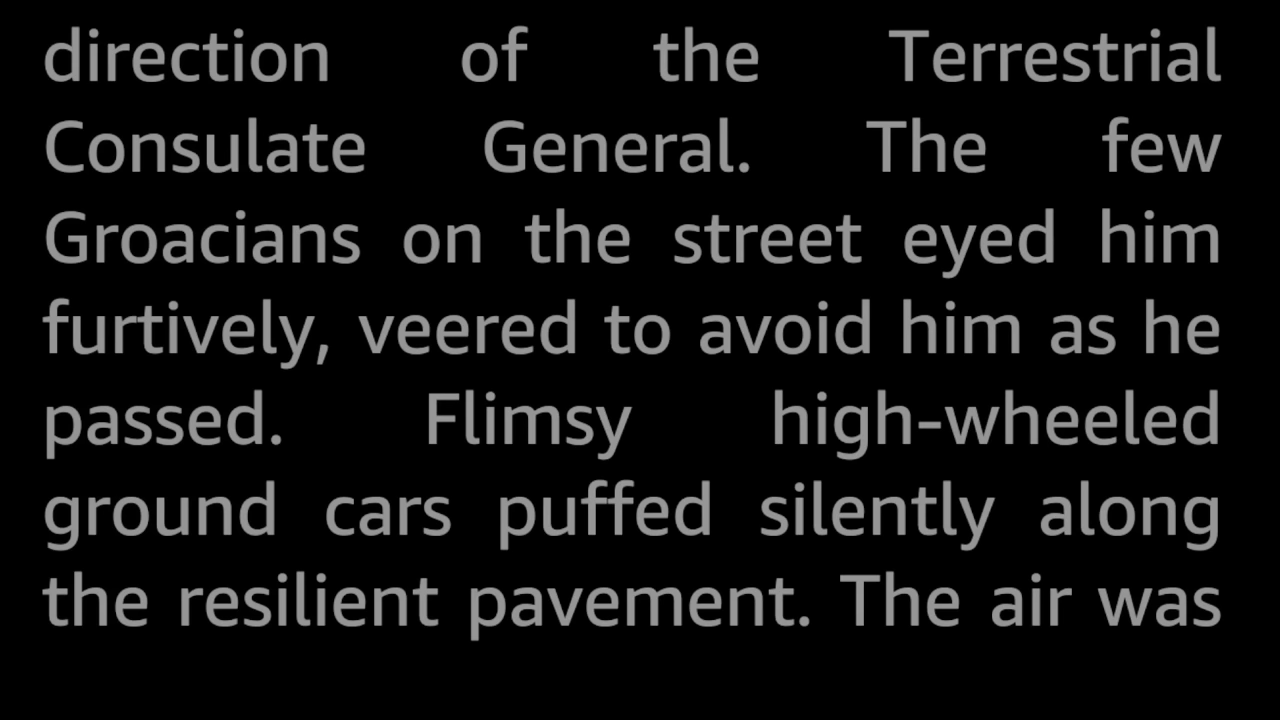 direction of the Terrestrial
Consulate General. The few
Groacians on the street eyed him
furtively, veered to avoid him as he
passed. Flimsy high-wheeled
ground cars puffed silently along
the resilient pavement. The air was